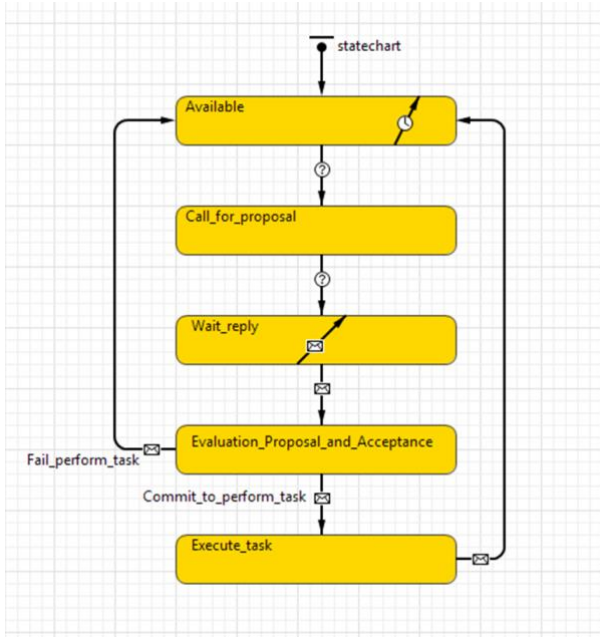 statechart
Available
Call_for_proposal
Wait_reply
Evaluation_Proposal_and_Acceptance
Fail_perform_task
Commit_to_perform_task
Execute_task